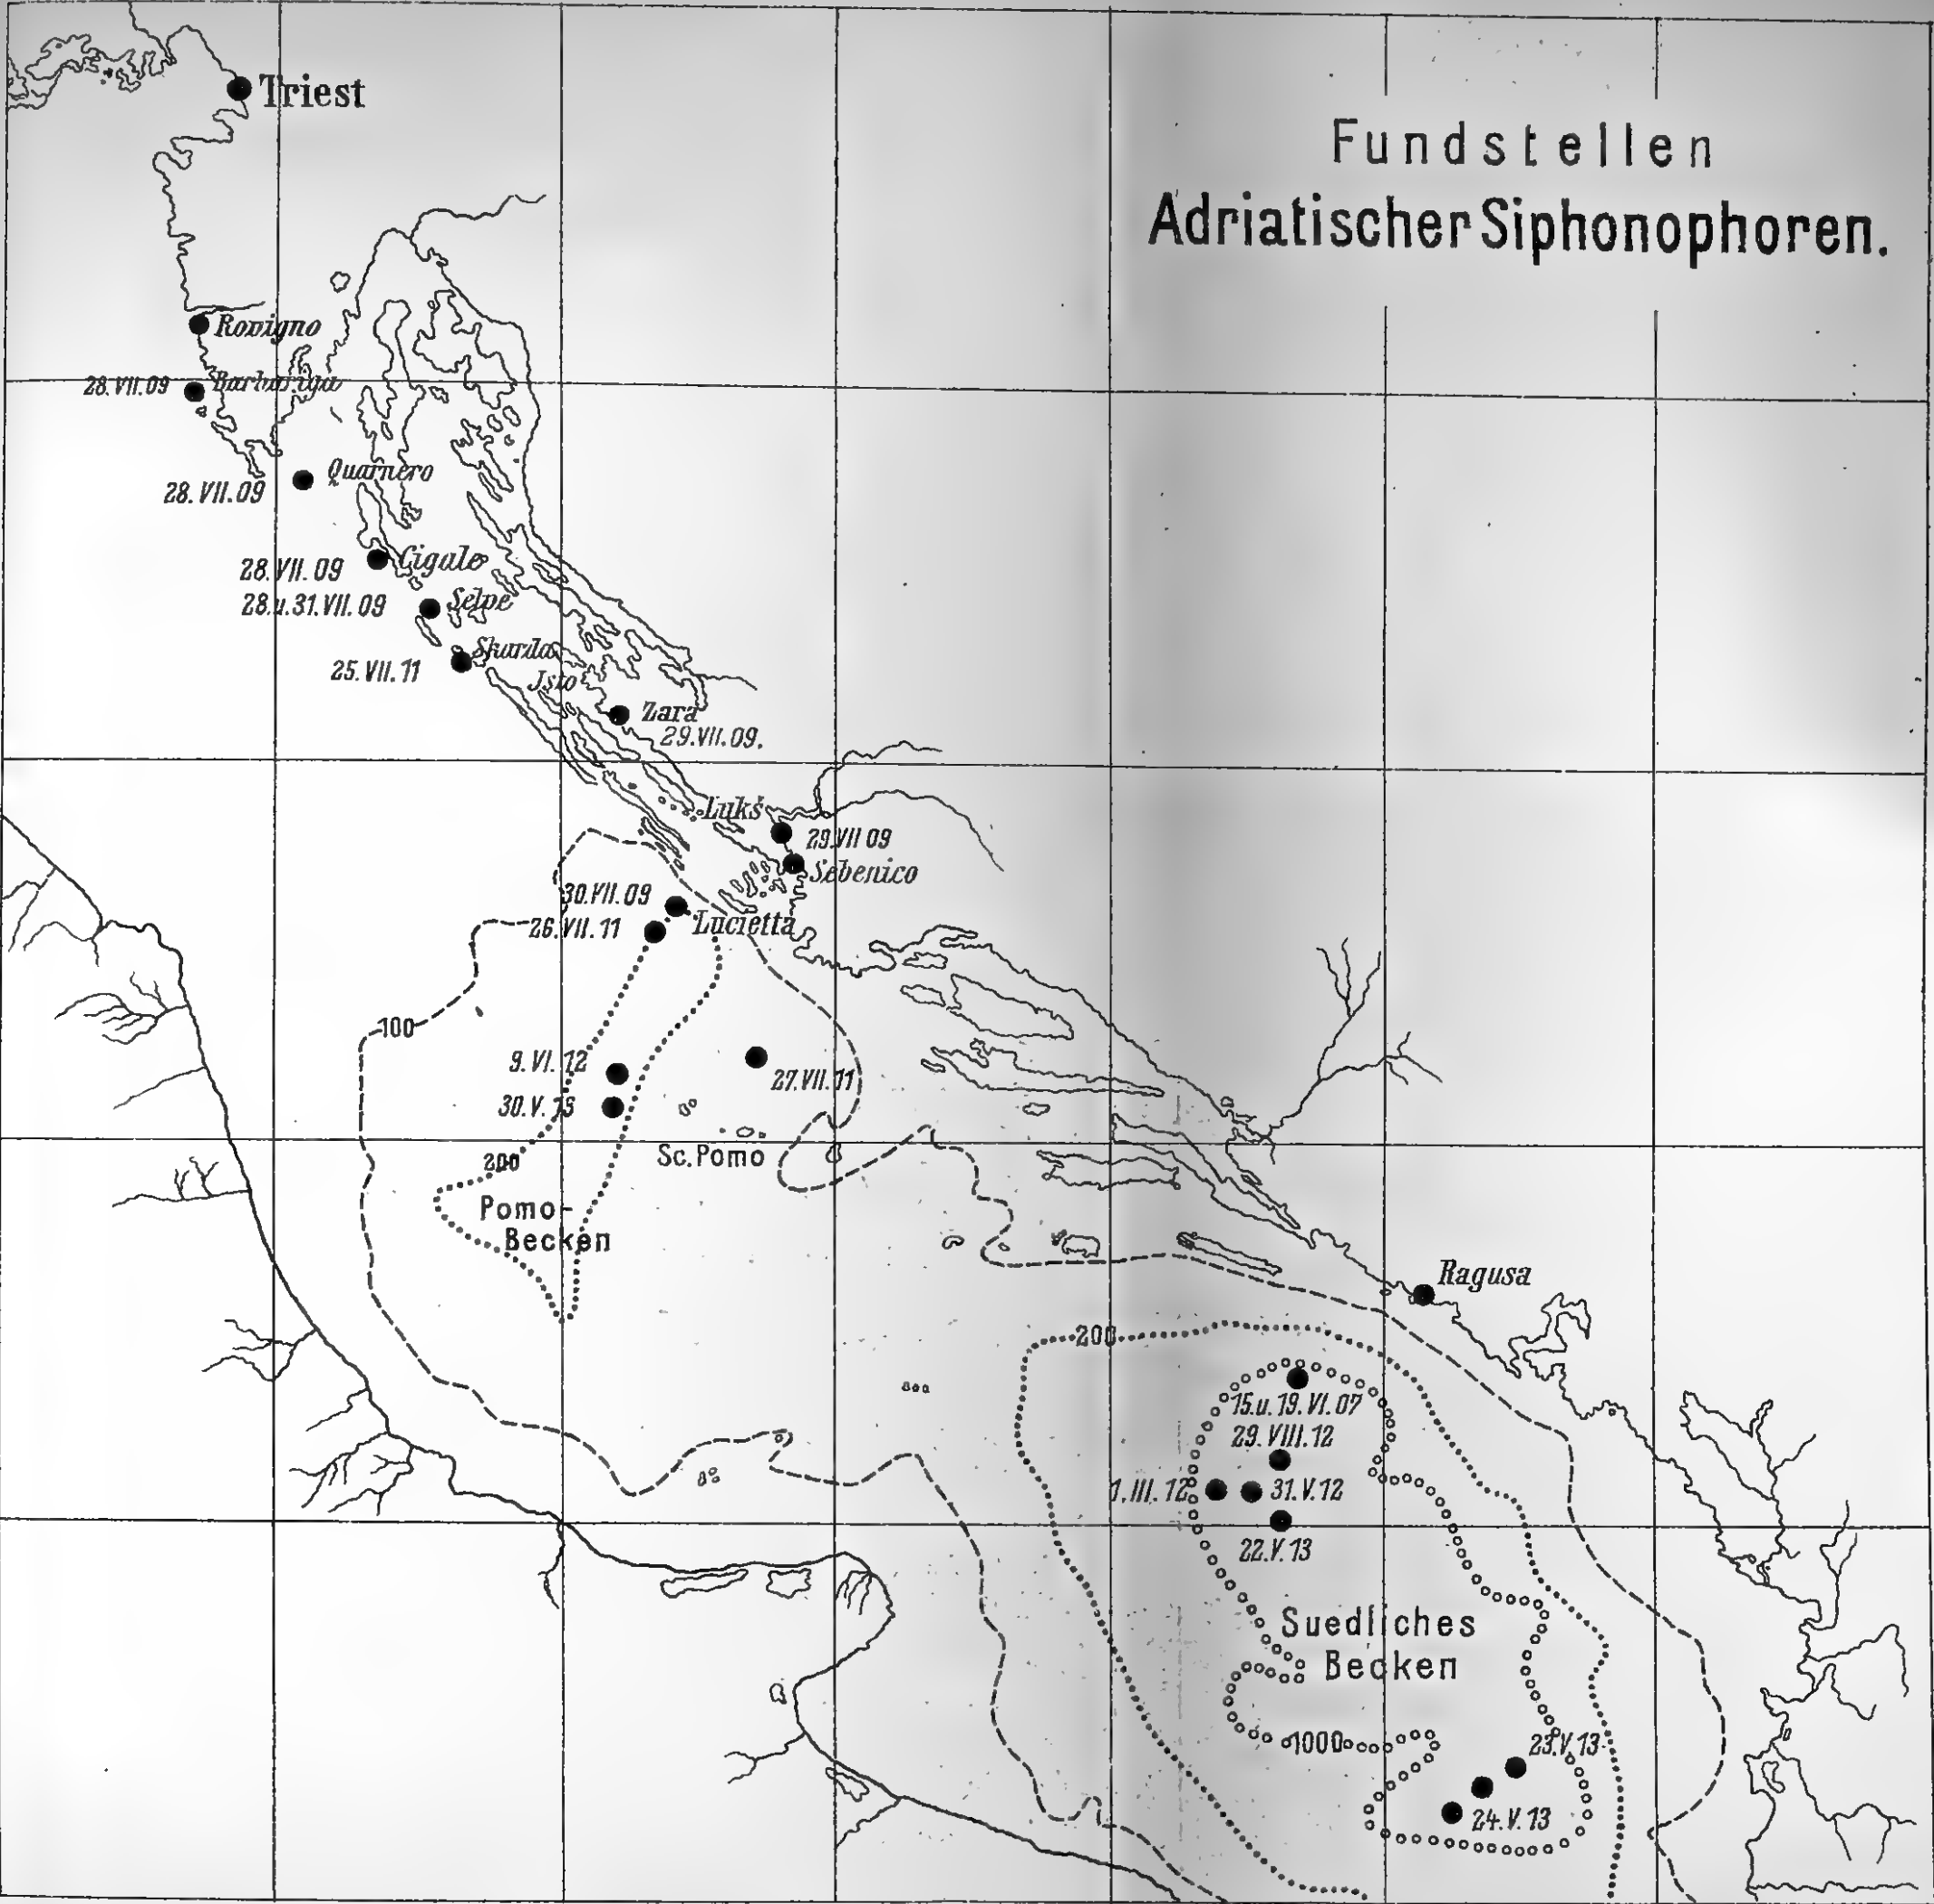 Fundstellen
Adriatischer Siphonophoren.
Triest
Rovigno
28.VII.09 Barbariga
Quarnero
28.VII.09
Cigale
28.VII.09
28.u.31.VII.09 Selpe
Skarda
25.VII.11
Isto
Zara
29.VII.09.
Lukš
29.VII 09
Sebenico
30.VII.09
26.VII.11 Lucietta
100
9.VI.12
27.VII.11
30.V.13
Sc.Pomo
200
Pomo-
Becken
Ragusa
200
15.u.19.VI.07
29.VIII.12
1.III.12 31.V.12
22.V.13
Suedliches
Becken
1000
23.V.13
24.V.13